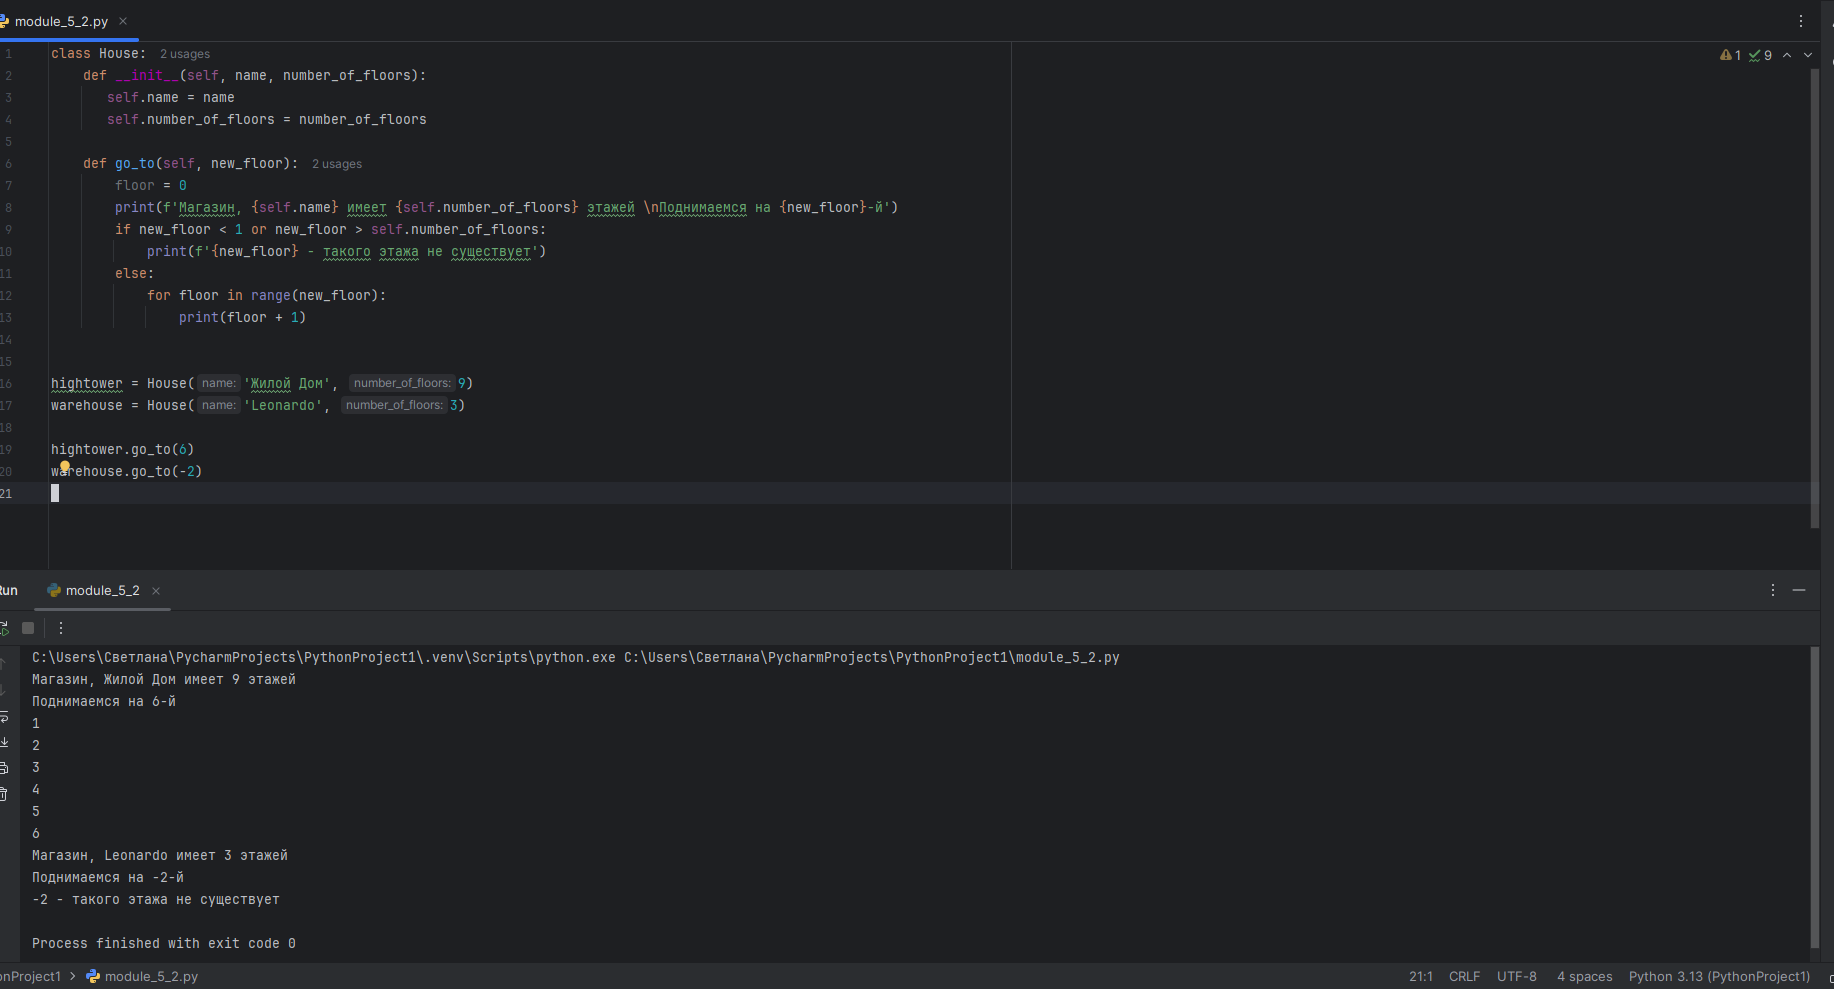 module_5_2.py
1 class House: 2 usages
2     def __init__(self, name, number_of_floors):
3        self.name = name
4        self.number_of_floors = number_of_floors
5
6     def go_to(self, new_floor): 2 usages
7         floor = 0
8         print(f'Магазин, {self.name} имеет {self.number_of_floors} этажей \nПоднимаемся на {new_floor}-й')
9         if new_floor < 1 or new_floor > self.number_of_floors:
10             print(f'{new_floor} - такого этажа не существует')
11         else:
12             for floor in range(new_floor):
13                 print(floor + 1)
14
15
16 hightower = House( name: 'Жилой Дом', number_of_floors: 9)
17 warehouse = House( name: 'Leonardo', number_of_floors: 3)
18
19 hightower.go_to(6)
20 warehouse.go_to(-2)
21
1 9
Run module_5_2
C:\Users\Светлана\PycharmProjects\PythonProject1\.venv\Scripts\python.exe C:\Users\Светлана\PycharmProjects\PythonProject1\module_5_2.py
Магазин, Жилой Дом имеет 9 этажей
Поднимаемся на 6-й
1
2
3
4
5
6
Магазин, Leonardo имеет 3 этажей
Поднимаемся на -2-й
-2 - такого этажа не существует

Process finished with exit code 0
onProject1 > module_5_2.py 21:1 CRLF UTF-8 4 spaces Python 3.13 (PythonProject1)